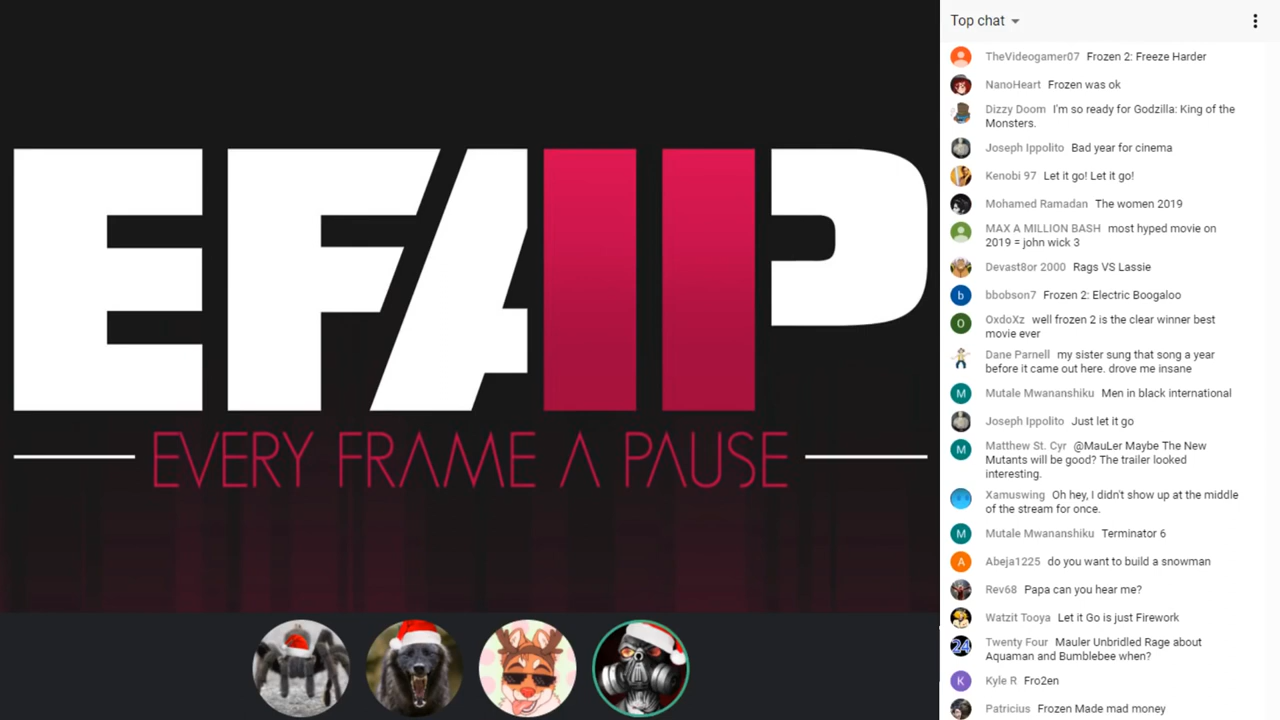 EFAP
EVERY FRAME A PAUSE
Top chat
TheVideogamer07 Frozen 2: Freeze Harder
NanoHeart Frozen was ok
Dizzy Doom I'm so ready for Godzilla: King of the
Monsters.
Joseph Ippolito Bad year for cinema
Kenobi 97 Let it go! Let it go!
Mohamed Ramadan The women 2019
MAX A MILLION BASH most hyped movie on
2019 = john wick 3
Devast8or 2000 Rags VS Lassie
b
bbobson7 Frozen 2: Electric Boogaloo
O
OxdoXz well frozen 2 is the clear winner best
movie ever
Dane Parnell my sister sung that song a year
before it came out here. drove me insane
M
Mutale Mwananshiku Men in black international
Joseph Ippolito Just let it go
M
Matthew St. Cyr @MauLer Maybe The New
Mutants will be good? The trailer looked
interesting.
Xamuswing Oh hey, I didn't show up at the middle
of the stream for once.
M
Mutale Mwananshiku Terminator 6
A
Abeja1225 do you want to build a snowman
Rev68 Papa can you hear me?
Watzit Tooya Let it Go is just Firework
24
Twenty Four Mauler Unbridled Rage about
Aquaman and Bumblebee when?
K
Kyle R Fro2en
Patricius Frozen Made mad money